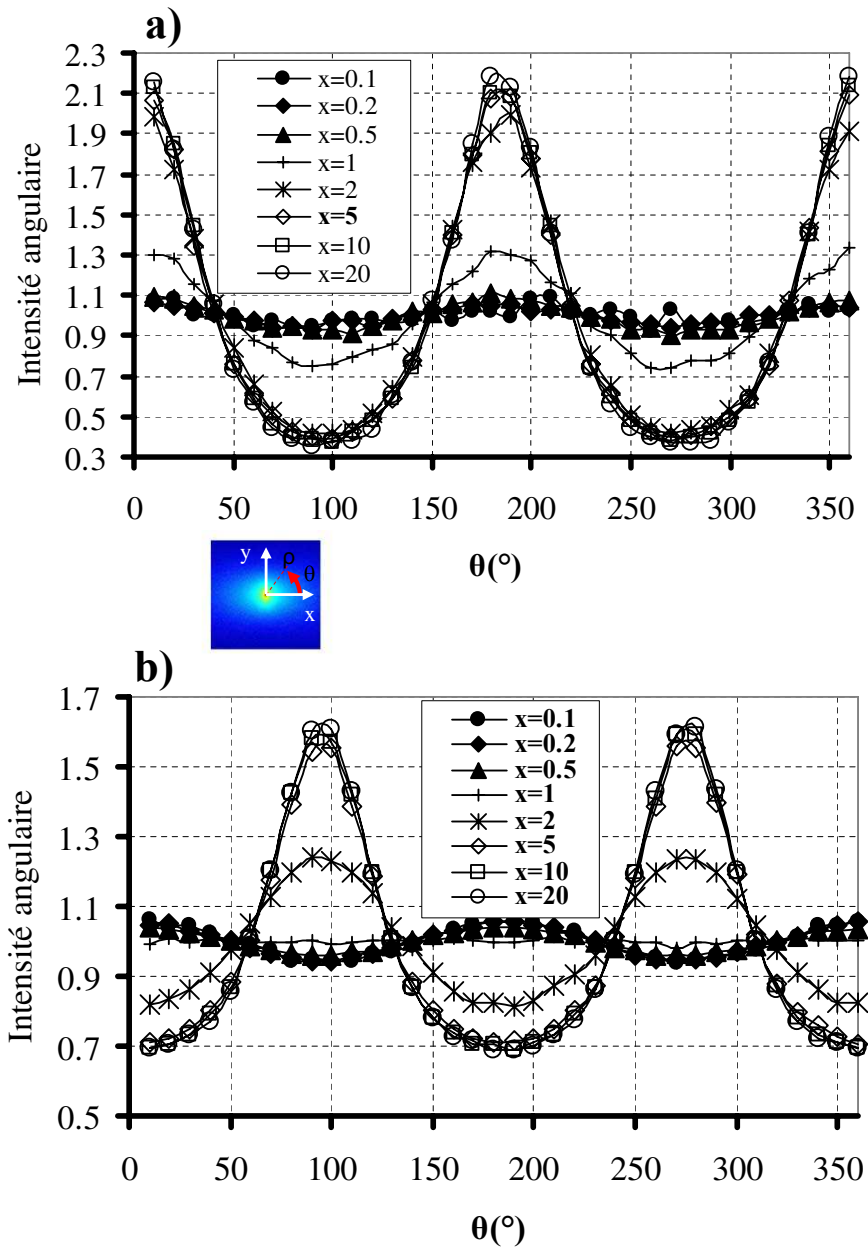 a)
Intensité angulaire
2.3
2.1
1.9
1.7
1.5
1.3
1.1
0.9
0.7
0.5
0.3
x=0.1
x=0.2
x=0.5
x=1
x=2
x=5
x=10
x=20
0 50 100 150 200 250 300 350
θ(°)
y ρ θ x
b)
Intensité angulaire
1.7
1.5
1.3
1.1
0.9
0.7
0.5
x=0.1
x=0.2
x=0.5
x=1
x=2
x=5
x=10
x=20
0 50 100 150 200 250 300 350
θ(°)